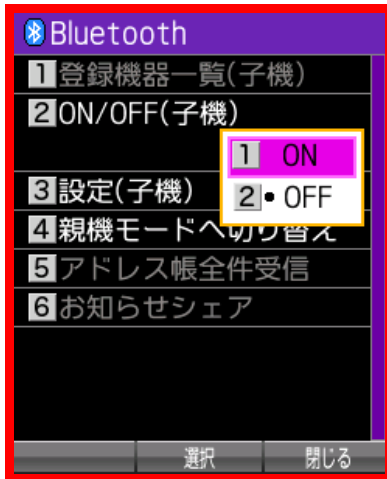 Bluetooth
1 登録機器一覧(子機)
2 ON/OFF(子機)
1 ON
2 • OFF
3 設定(子機)
4 親機モードへ切り替え
5 アドレス帳全件受信
6 お知らせシェア
選択 閉じる